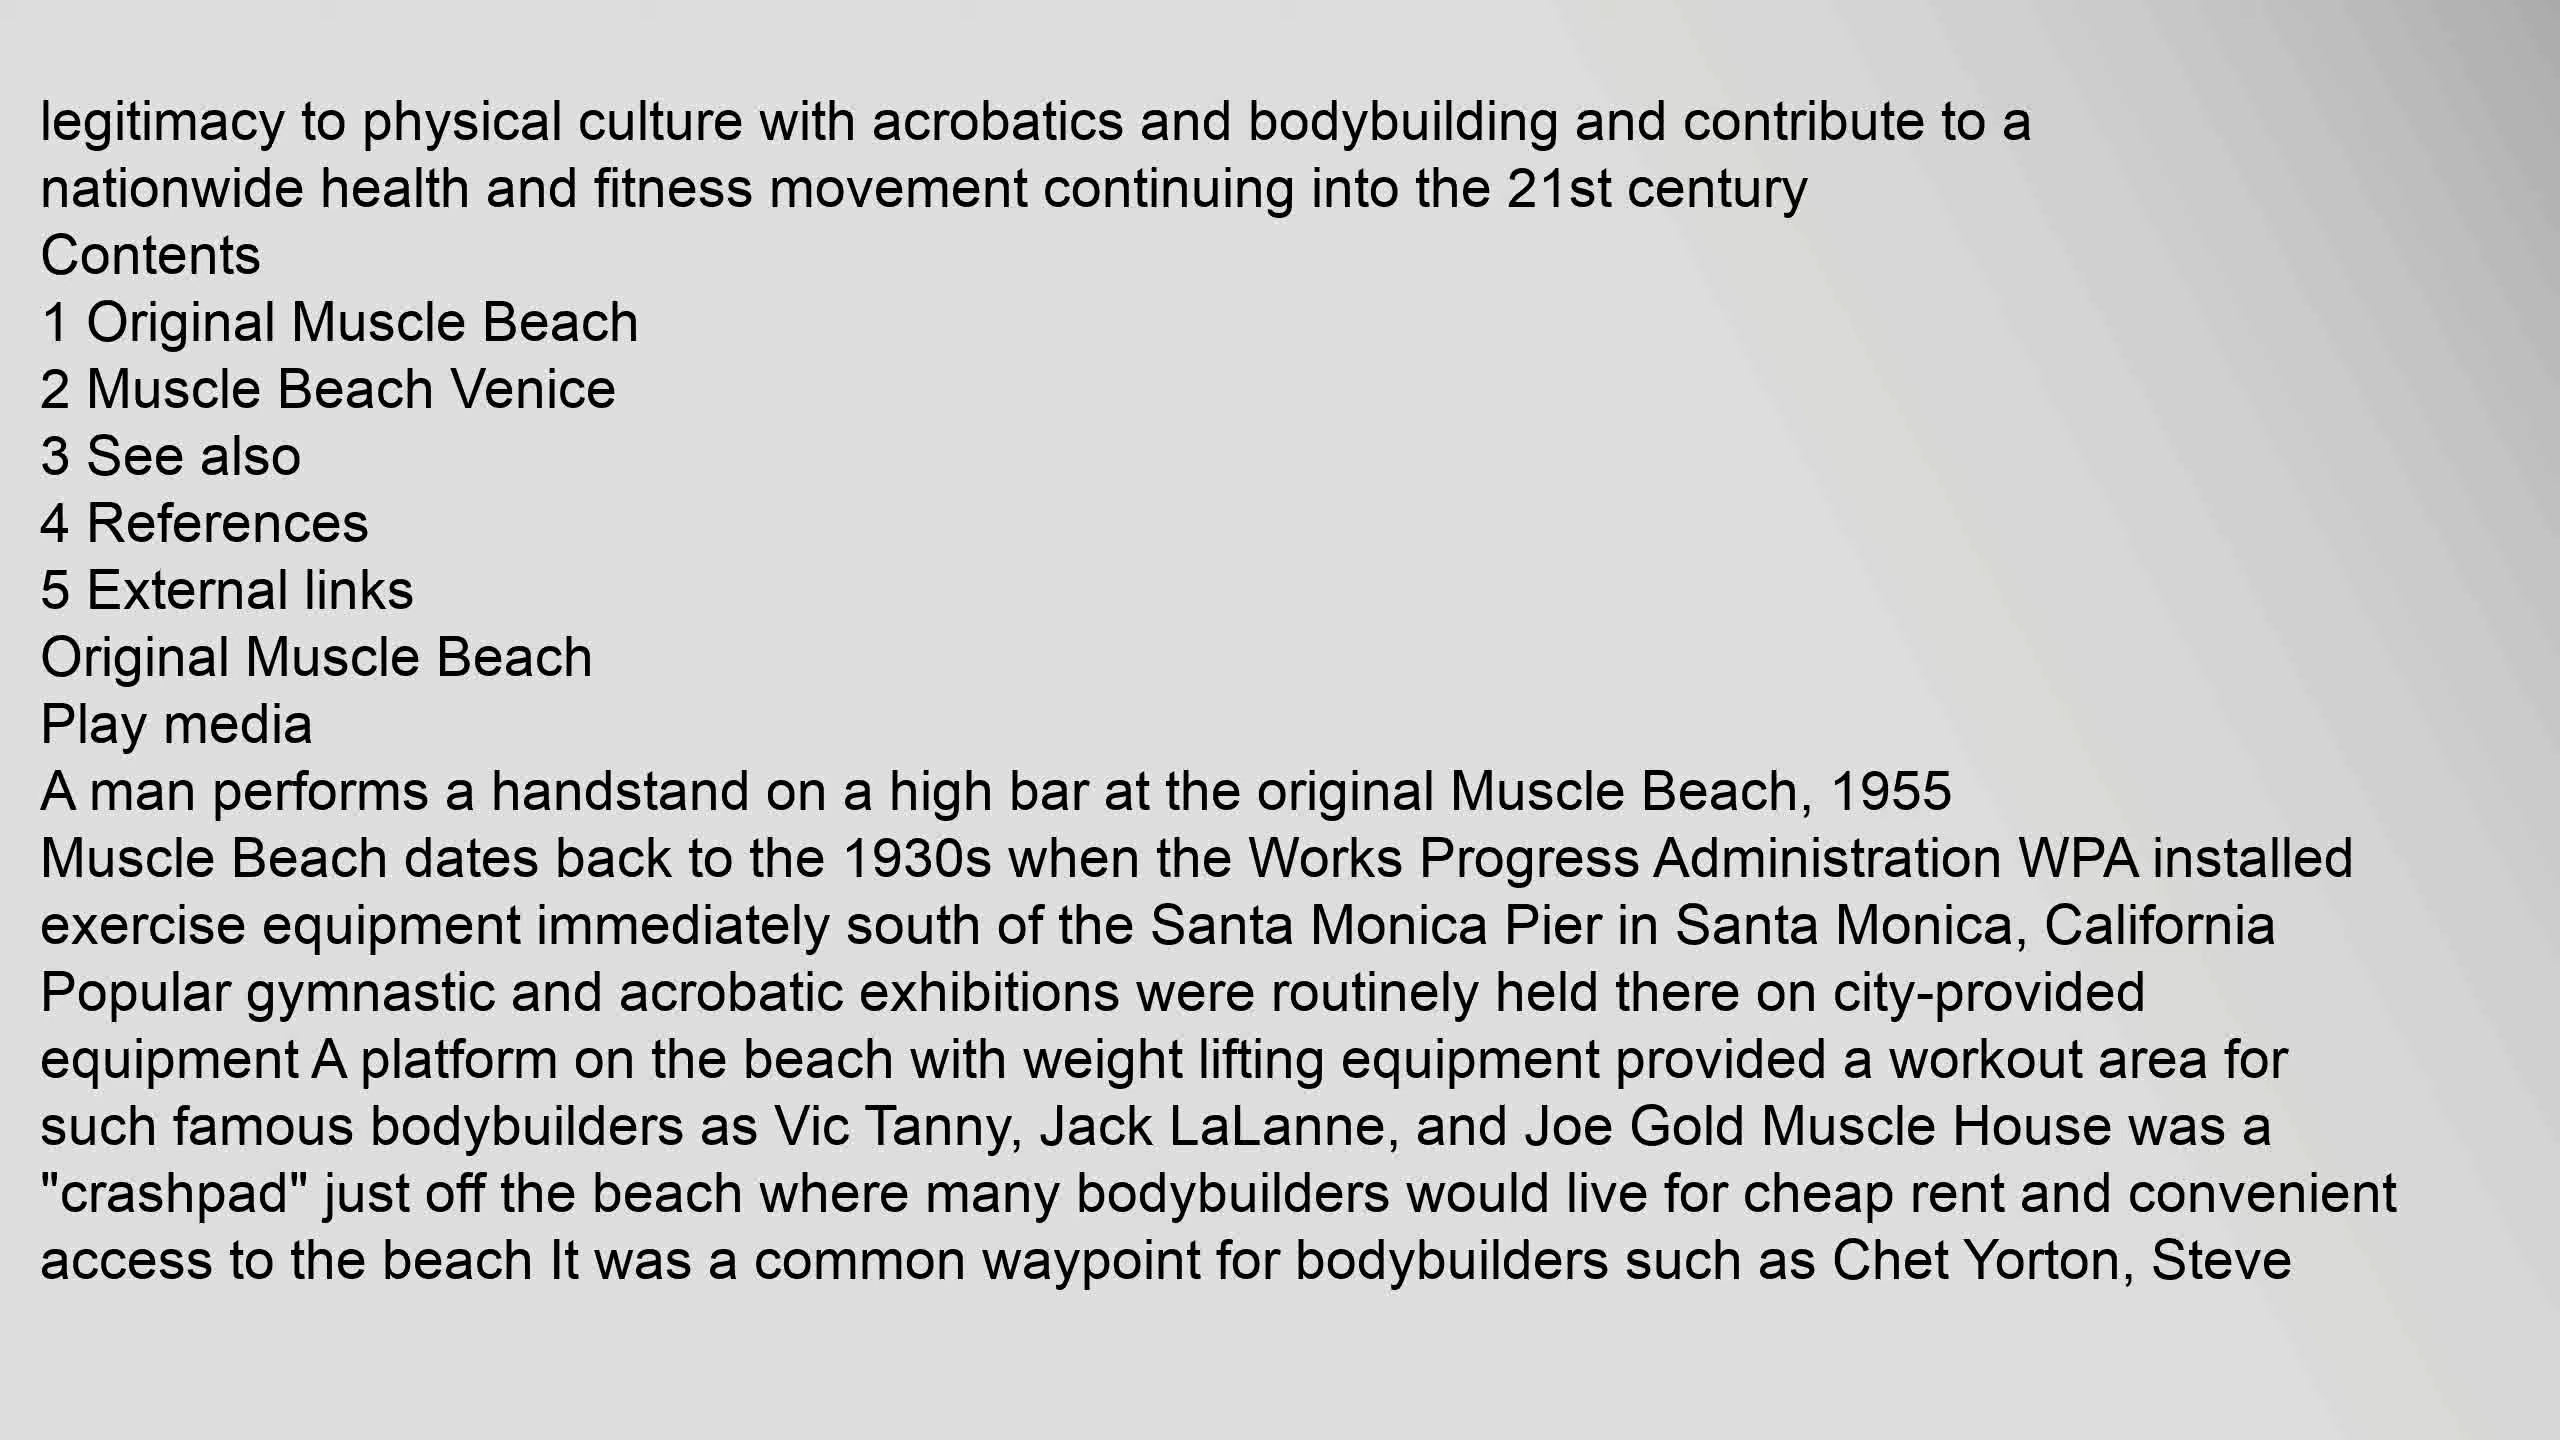 legitimacy to physical culture with acrobatics and bodybuilding and contribute to a
nationwide health and fitness movement continuing into the 21st century
Contents
1 Original Muscle Beach
2 Muscle Beach Venice
3 See also
4 References
5 External links
Original Muscle Beach
Play media
A man performs a handstand on a high bar at the original Muscle Beach, 1955
Muscle Beach dates back to the 1930s when the Works Progress Administration WPA installed
exercise equipment immediately south of the Santa Monica Pier in Santa Monica, California
Popular gymnastic and acrobatic exhibitions were routinely held there on city-provided
equipment A platform on the beach with weight lifting equipment provided a workout area for
such famous bodybuilders as Vic Tanny, Jack LaLanne, and Joe Gold Muscle House was a
"crashpad" just off the beach where many bodybuilders would live for cheap rent and convenient
access to the beach It was a common waypoint for bodybuilders such as Chet Yorton, Steve